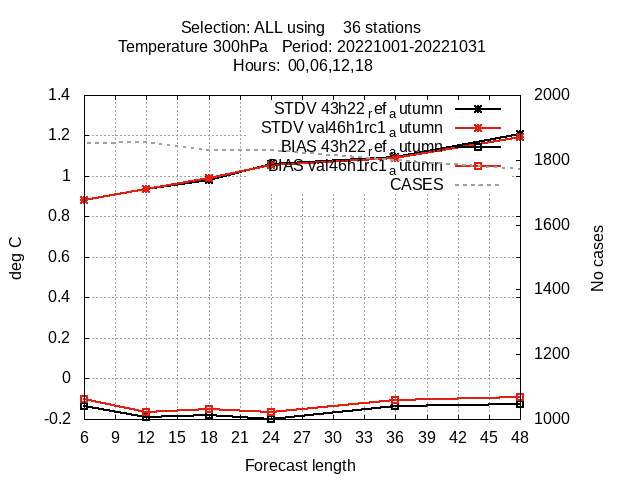 Selection: ALL using    36 stations
Temperature 300hPa   Period: 20221001-20221031
Hours:  00,06,12,18
1.4
1.2
1
0.8
0.6
0.4
0.2
0
-0.2
deg C
STDV 43h22ref_autumn
STDV val46h1rc1_autumn
BIAS 43h22ref_autumn
BIAS val46h1rc1_autumn
CASES
2000
1800
1600
1400
1200
1000
No cases
6 9 12 15 18 21 24 27 30 33 36 39 42 45 48
Forecast length